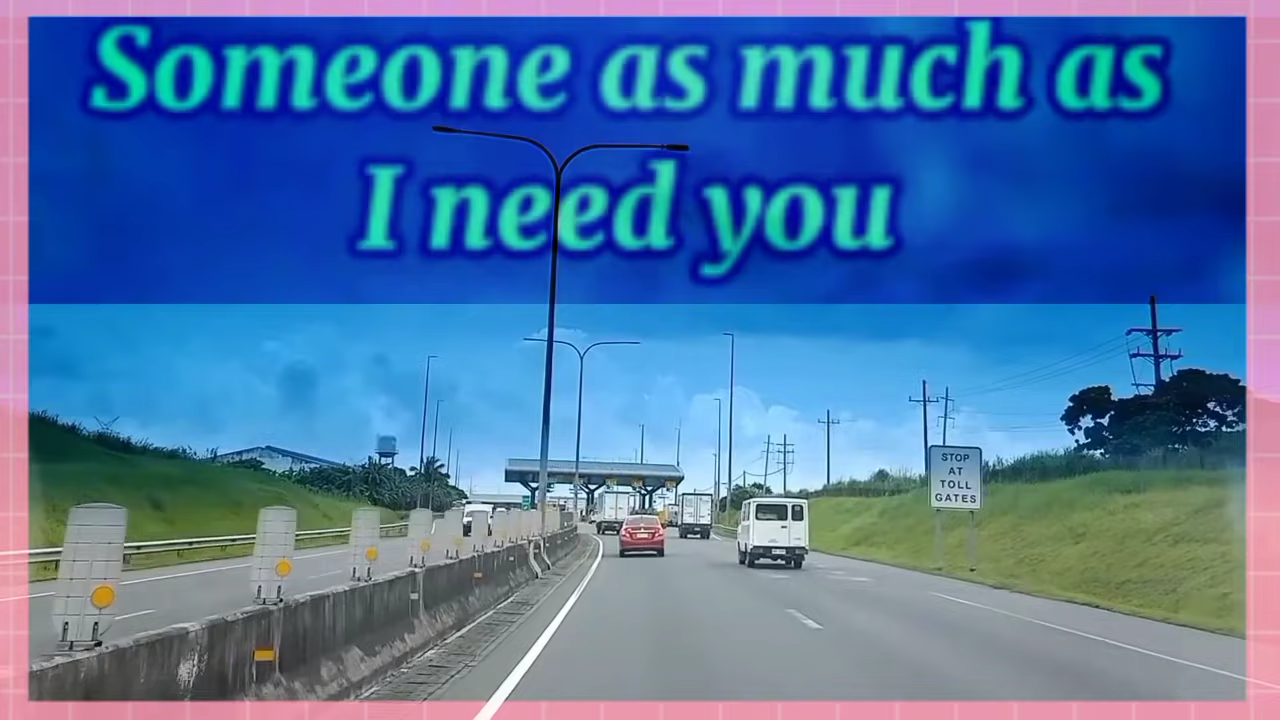 Someone as much as
I need you
STOP
AT
TOLL
GATES